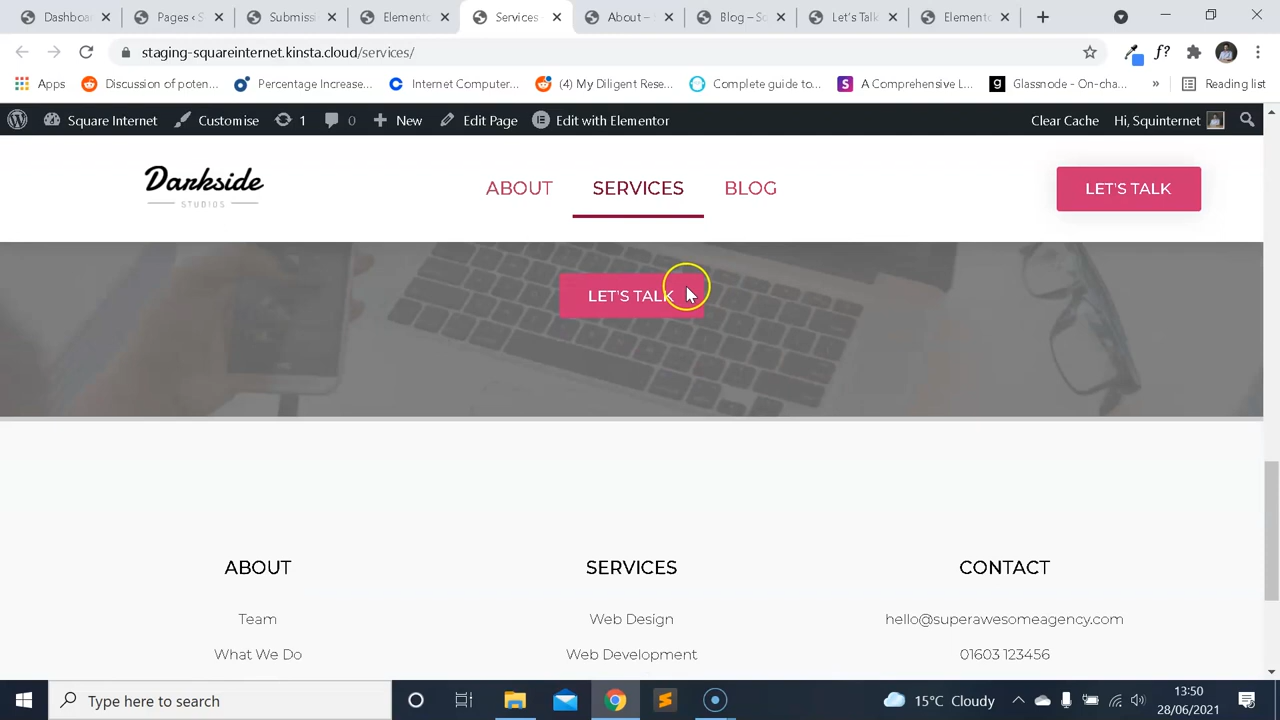 Dashboa
Pages ‹ S
Submissi
Elemento
Services
About –
Blog – So
Let's Talk
Elemento
staging-squareinternet.kinsta.cloud/services/
f?
Apps
Discussion of poten...
Percentage Increase...
Internet Computer...
(4) My Diligent Rese...
Complete guide to...
S
A Comprehensive L...
g
Glassnode - On-cha...
»
Reading list
Square Internet
Customise
1
0
New
Edit Page
Edit with Elementor
Clear Cache
Hi, Squinternet
Darkside
STUDIOS
ABOUT
SERVICES
BLOG
LET'S TALK
LET'S TALK
ABOUT
SERVICES
CONTACT
Team
Web Design
hello@superawesomeagency.com
What We Do
Web Development
01603 123456
Type here to search
15°C Cloudy
13:50
28/06/2021